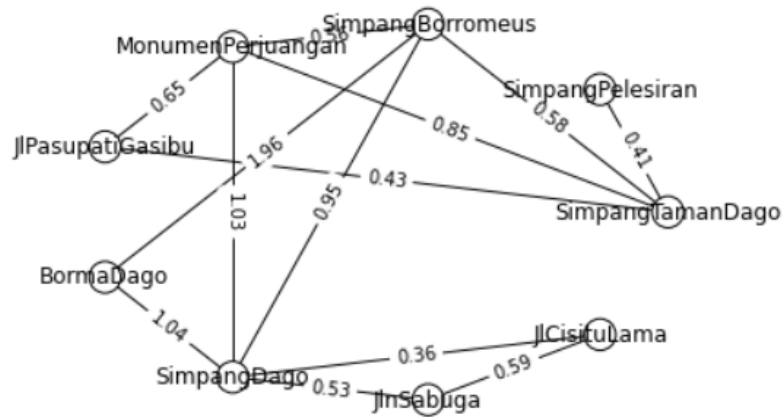 SimpangBorromeus
MonumenPerjuangan
0.56
SimpangPelesiran
0.65
0.58
0.85
0.41
JlPasupatiGasibu
1.96
0.43
0.95
1.03
SimpangTamanDago
BormaDago
1.04
JlCisituLama
0.36
0.59
SimpangDago
0.53
JlnSabuga